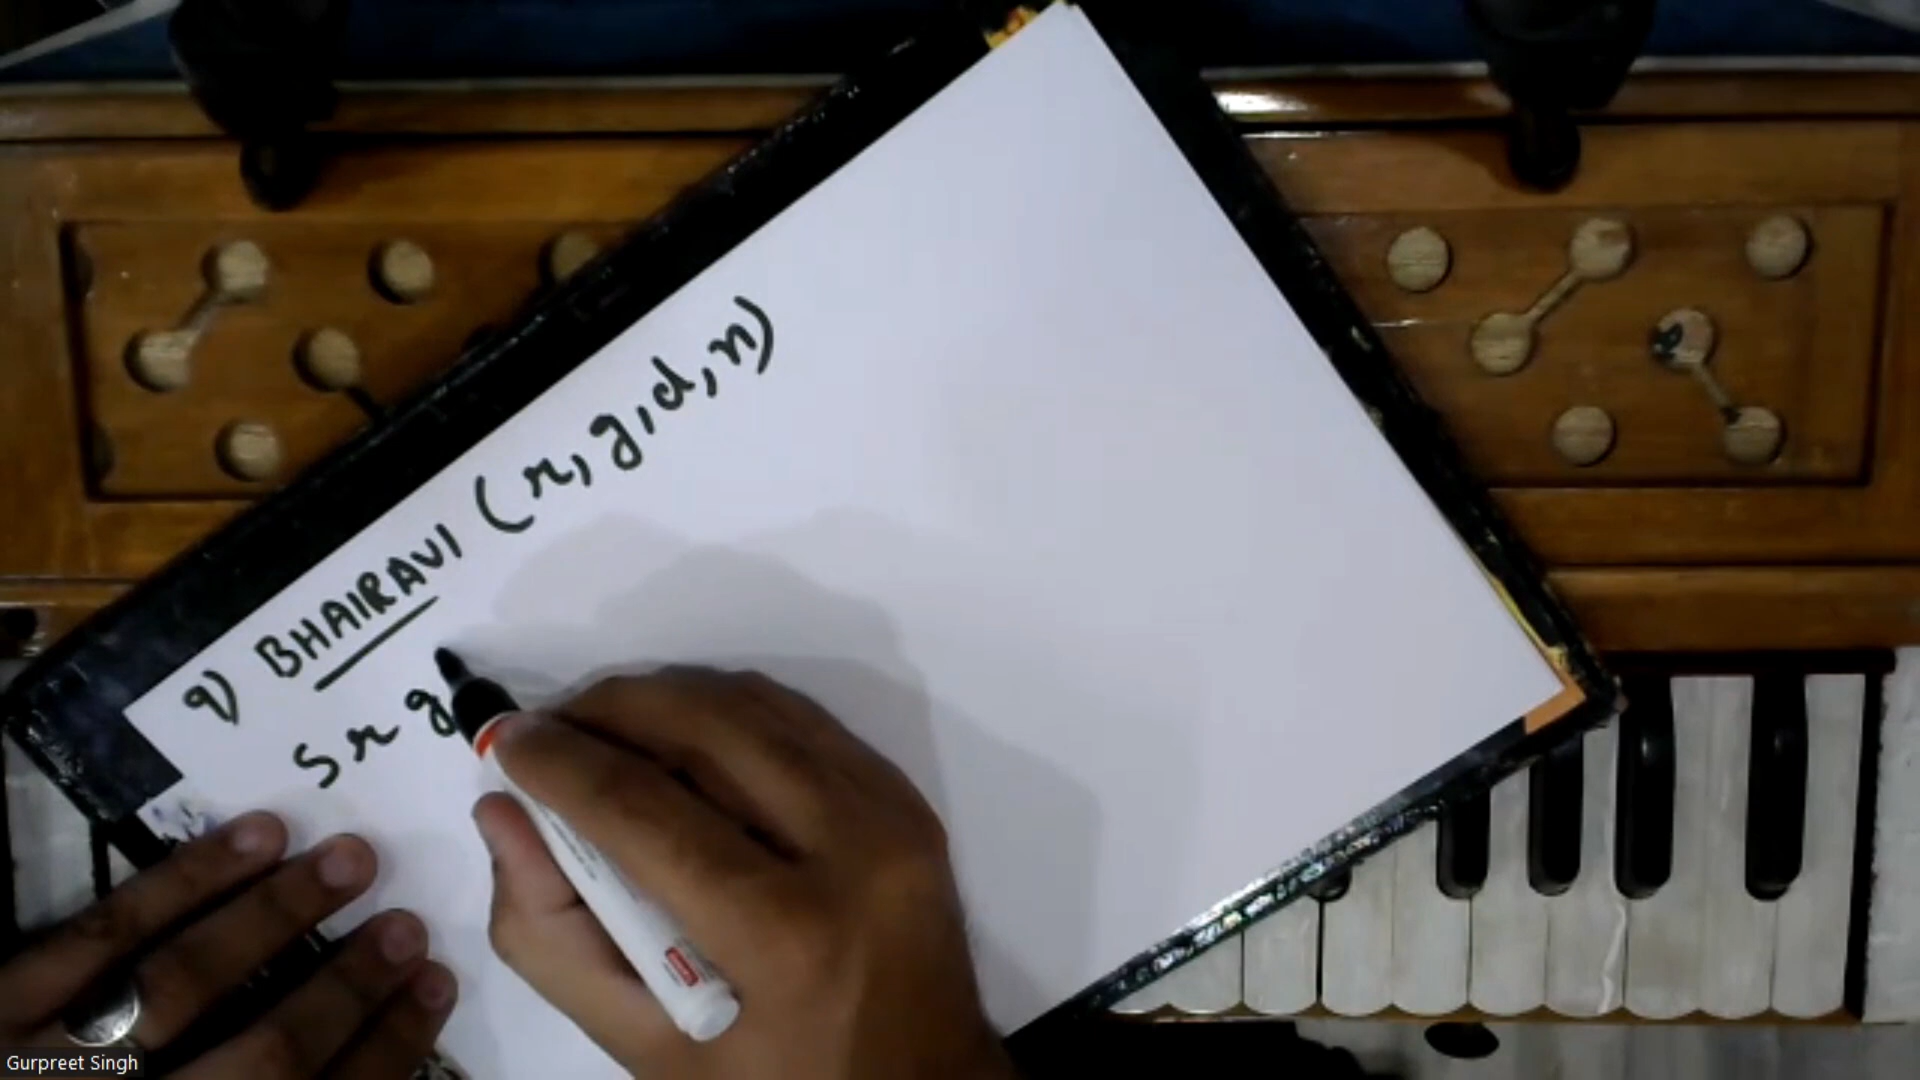 9) BHAIRAVI (r, g, d, n)
S r g
Gurpreet Singh